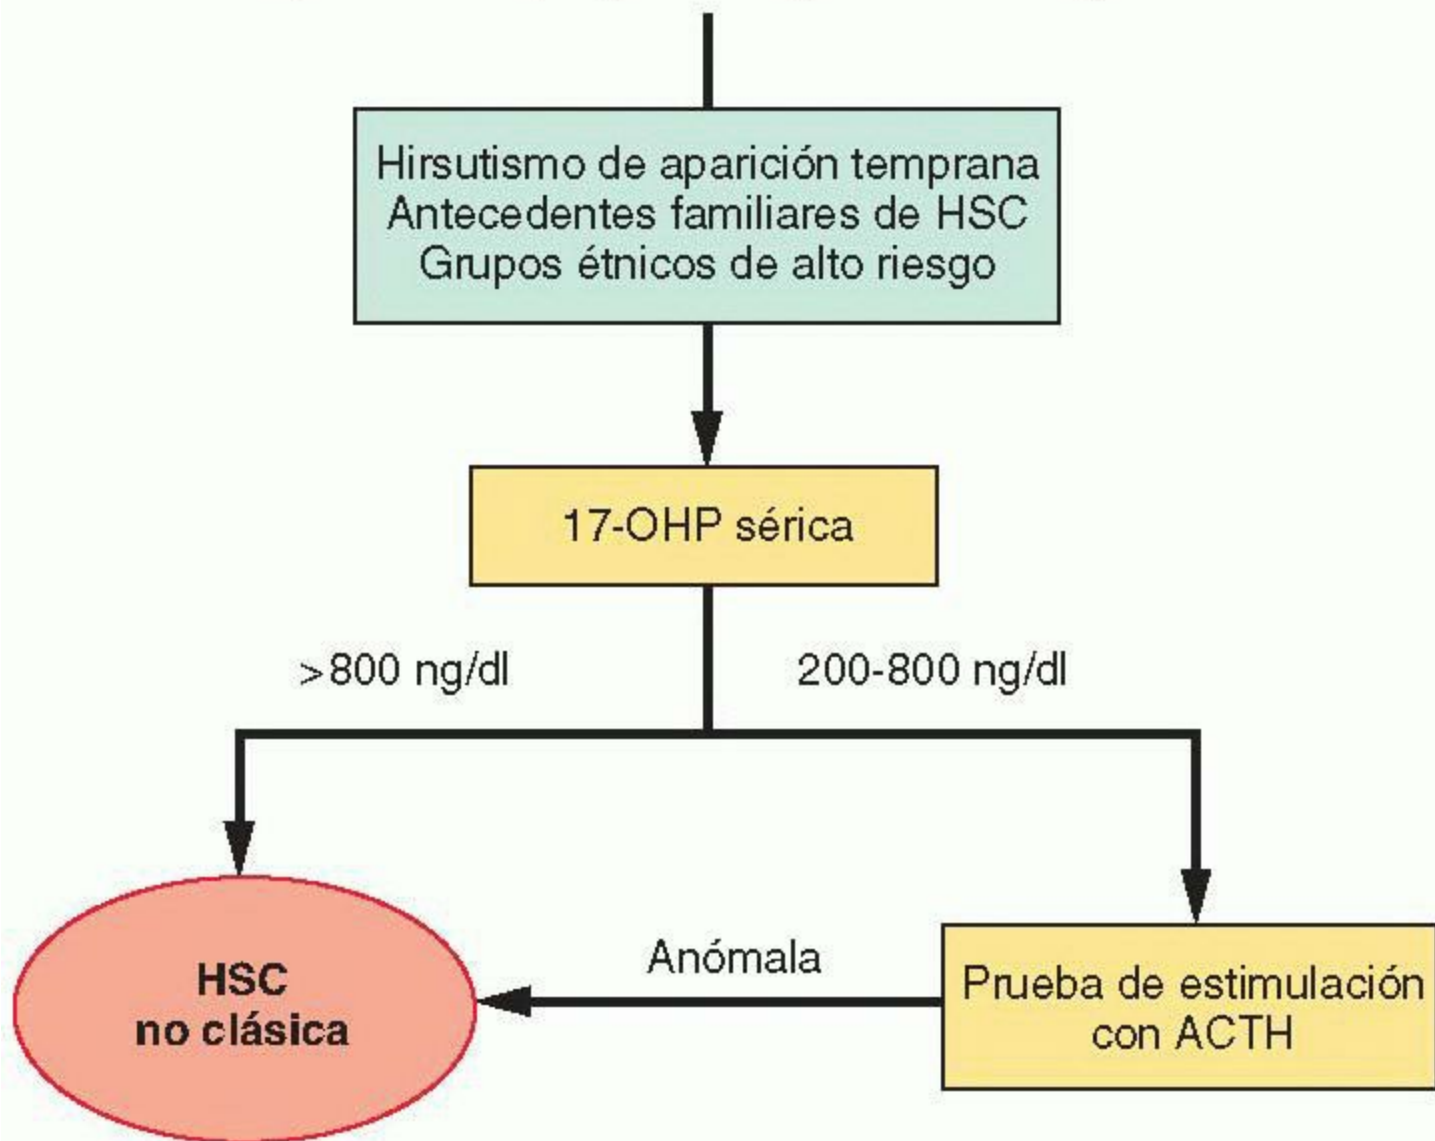 Hirsutismo de aparición temprana
Antecedentes familiares de HSC
Grupos étnicos de alto riesgo
17-OHP sérica
>800 ng/dl
200-800 ng/dl
HSC
no clásica
Anómala
Prueba de estimulación
con ACTH